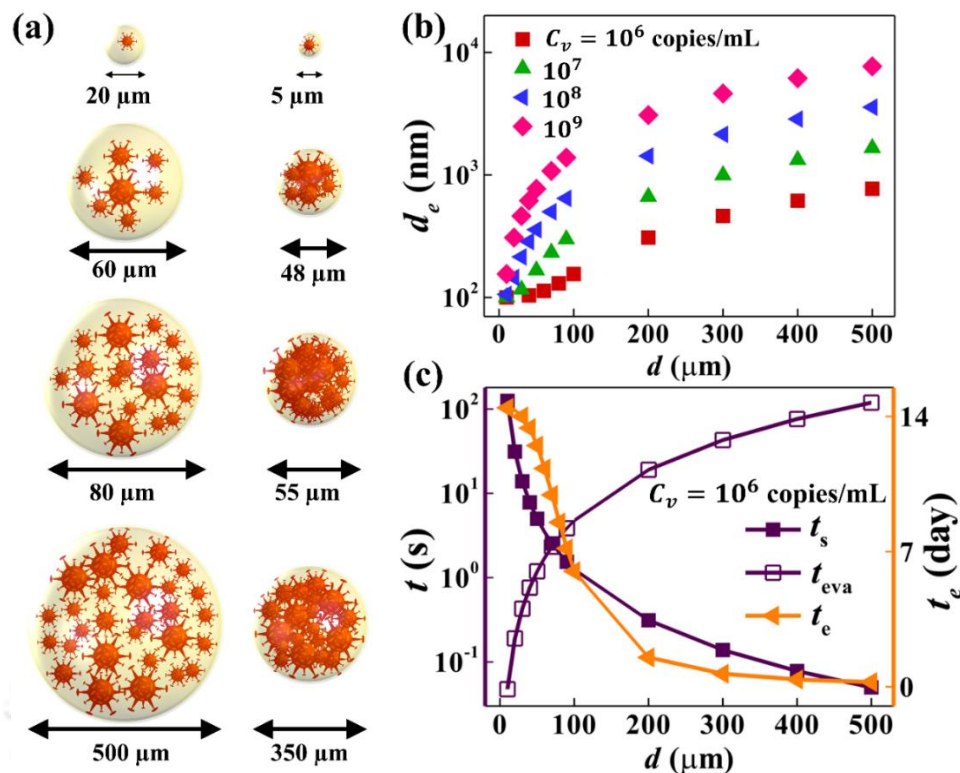 (a)
20 µm
5 µm
60 µm
48 µm
80 µm
55 µm
500 µm
350 µm
(b)
C_v = 10^6 copies/mL
10^7
10^8
10^9
10^4
10^3
10^2
d_e (nm)
0 100 200 300 400 500
d (µm)
(c)
10^2
10^1
10^0
10^-1
t (s)
C_v = 10^6 copies/mL
t_s
t_eva
t_e
14
7
0
t_e (day)
0 100 200 300 400 500
d (µm)